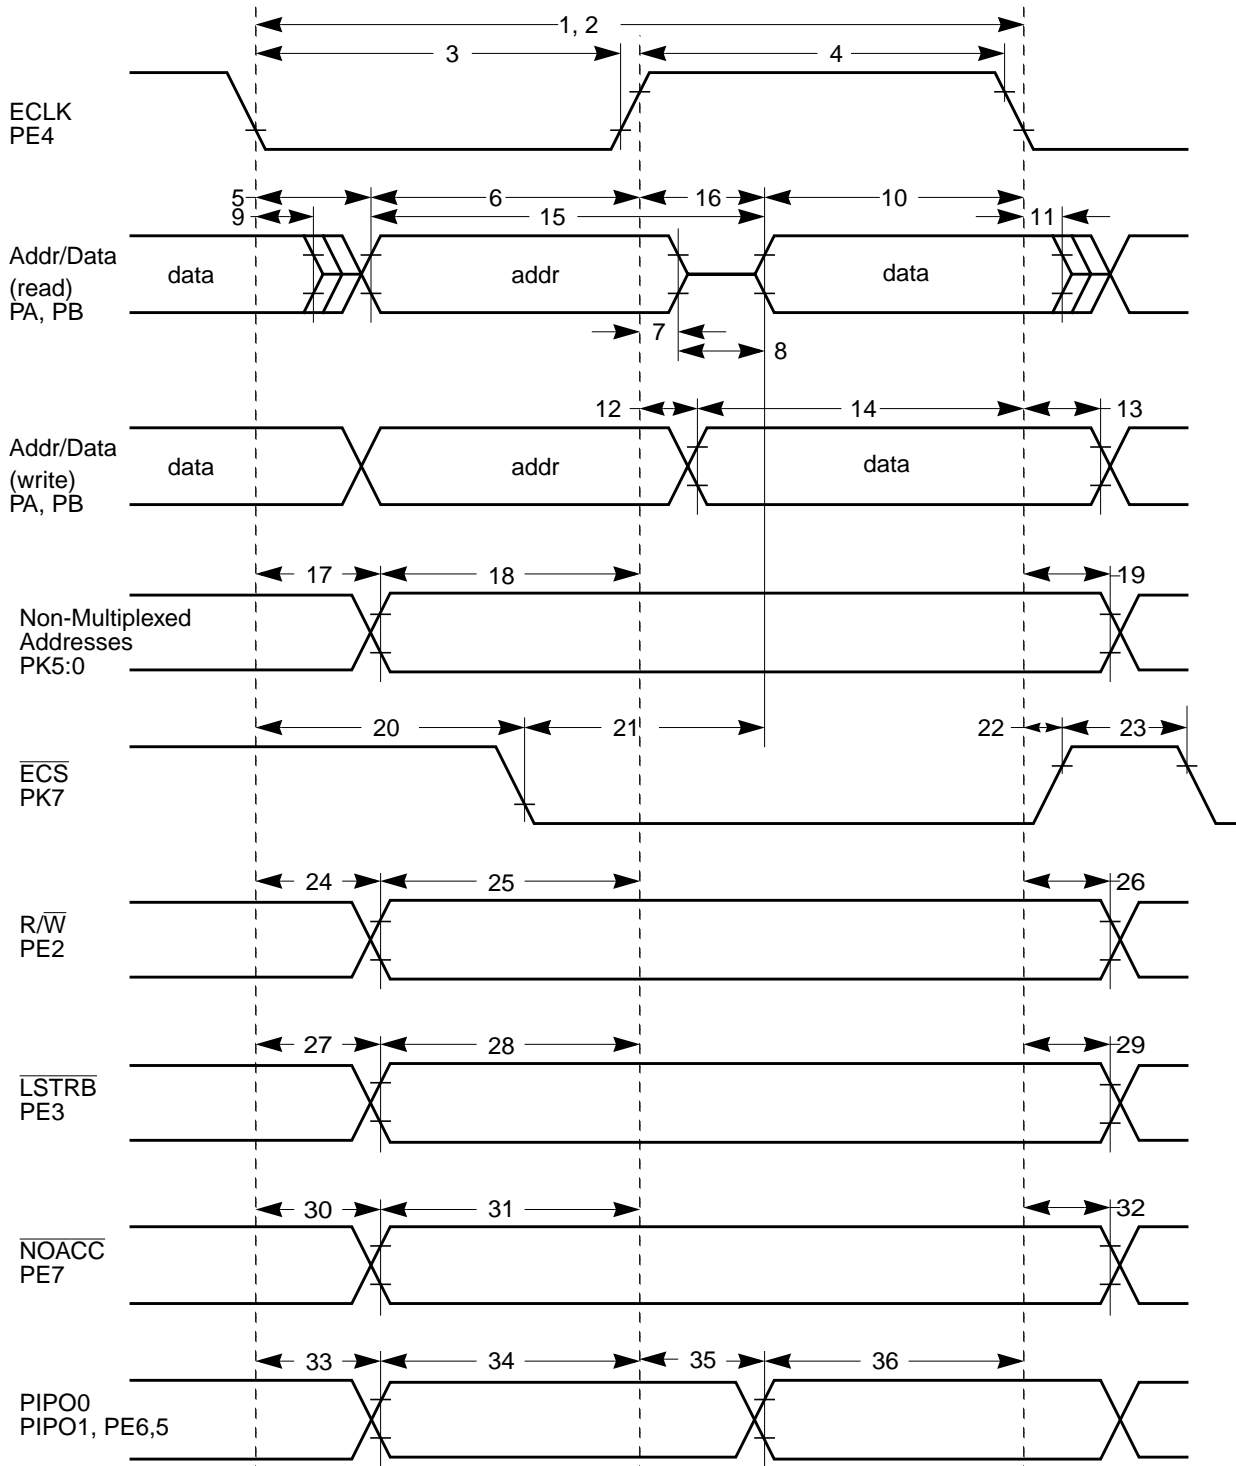 1, 2
3
4
ECLK
PE4
5
6
16
10
9
15
11
Addr/Data
(read)
PA, PB
data
addr
data
7
8
12
14
13
Addr/Data
(write)
PA, PB
data
addr
data
17
18
19
Non-Multiplexed
Addresses
PK5:0
20
21
22
23
ECS
PK7
24
25
26
R/W
PE2
27
28
29
LSTRB
PE3
30
31
32
NOACC
PE7
33
34
35
36
PIPO0
PIPO1, PE6,5